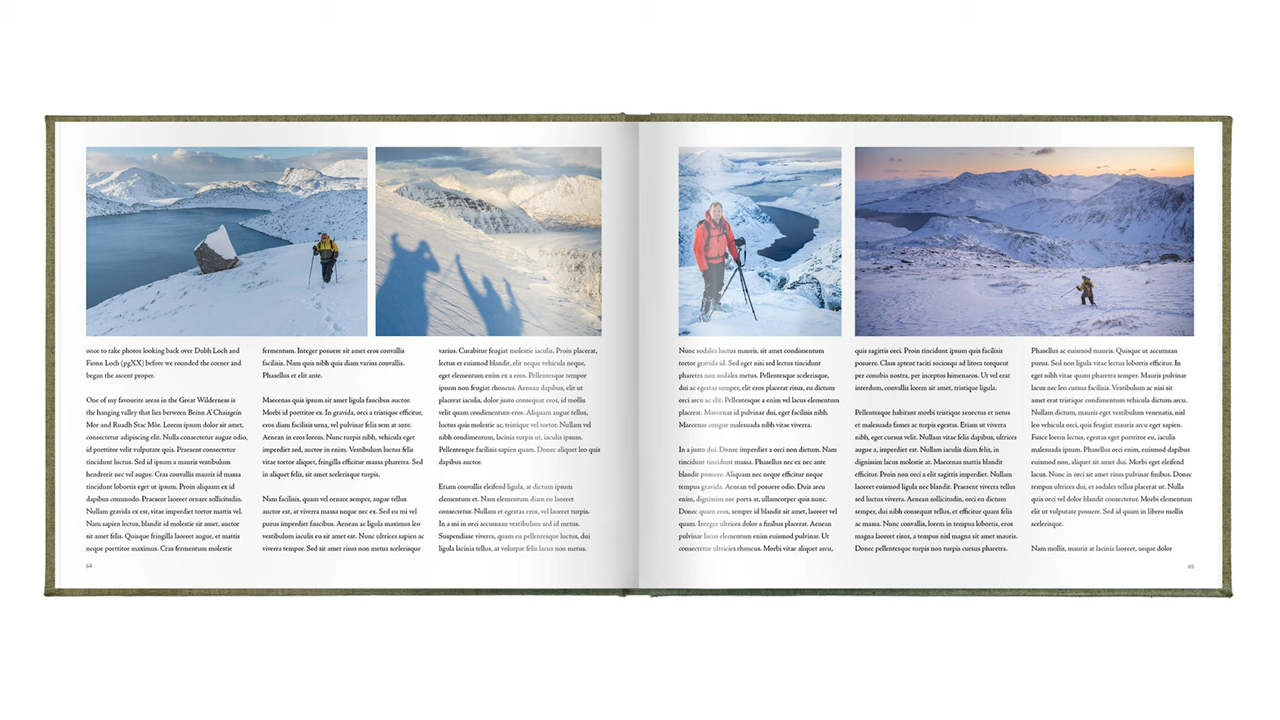 once to take photos looking back over Dubh Loch and
Fionn Loch (pgXX) before we rounded the corner and
began the ascent proper.
One of my favourite areas in the Great Wilderness is
the hanging valley that lies between Beinn A' Chaisgein
Mor and Ruadh Stac Mòr. Lorem ipsum dolor sit amet,
consectetur adipiscing elit. Nulla consectetur augue odio,
id porttitor velit vulputate quis. Praesent consectetur
tincidunt luctus. Sed id ipsum a mauris vestibulum
hendrerit nec vel augue. Cras convallis mauris id massa
tincidunt lobortis eget ut ipsum. Proin aliquam ex id
dapibus commodo. Praesent laoreet ornare sollicitudin.
Nullam gravida ex est, vitae imperdiet tortor mattis vel.
Nam sapien lectus, blandit id molestie sit amet, auctor
sit amet felis. Quisque fringilla laoreet augue, et mattis
neque porttitor maximus. Cras fermentum molestie
64
fermentum. Integer posuere sit amet eros convallis
facilisis. Nam quis nibh quis diam varius convallis.
Phasellus et elit ante.
Maecenas quis ipsum sit amet ligula faucibus auctor.
Morbi id porttitor ex. In gravida, orci a tristique efficitur,
eros diam facilisis urna, vel pulvinar felis sem at ante.
Aenean in eros lorem. Nunc turpis nibh, vehicula eget
imperdiet sed, auctor in enim. Vestibulum luctus felis
vitae tortor aliquet, fringilla efficitur massa pharetra. Sed
in aliquet felis, sit amet scelerisque turpis.
Nam facilisis, quam vel ornare semper, augue tellus
auctor est, at viverra massa neque nec ex. Sed eu mi vel
purus imperdiet faucibus. Aenean ac ligula maximus leo
vestibulum iaculis eu sit amet est. Nunc ultrices sapien ac
viverra tempor. Sed sit amet risus non metus scelerisque
varius. Curabitur feugiat molestie iaculis. Proin placerat,
lectus et euismod blandit, elit neque vehicula neque,
eget elementum enim ex a eros. Pellentesque tempor
ipsum non feugiat rhoncus. Aenean dapibus, elit ut
placerat iaculis, dolor justo consequat eros, id mollis
velit quam condimentum eros. Aliquam augue tellus,
luctus quis molestie ac, tristique vel tortor. Nullam vel
nibh condimentum, lacinia turpis ut, iaculis ipsum.
Pellentesque facilisis sapien quam. Donec aliquet leo quis
dapibus auctor.
Etiam convallis eleifend ligula, at dictum ipsum
elementum et. Nam elementum diam eu laoreet
condimentum. Nullam et egestas eros, vel laoreet turpis.
In a mi in orci accumsan vestibulum sed id metus.
Suspendisse viverra, quam eu pellentesque luctus, dui
ligula lacinia tellus, at volutpat felis lacus non metus.
Nunc sodales luctus mauris, sit amet condimentum
tortor gravida id. Sed eget nisi sed lectus tincidunt
pharetra non sodales metus. Pellentesque scelerisque,
dui ac egestas semper, elit eros placerat risus, eu dictum
orci arcu ac elit. Pellentesque a enim vel lacus elementum
placerat. Maecenas id pulvinar dui, eget facilisis nibh.
Maecenas congue malesuada nibh vitae viverra.
In a justo dui. Donec imperdiet a orci non dictum. Nam
tincidunt tincidunt massa. Phasellus nec ex nec ante
blandit posuere. Aliquam nec neque efficitur neque
tempus gravida. Aenean vel posuere odio. Duis arcu
enim, dignissim nec porta at, ullamcorper quis nunc.
Donec quam eros, semper id blandit sit amet, laoreet vel
quam. Integer ultrices dolor a finibus placerat. Aenean
pulvinar lacus elementum enim euismod pulvinar. Ut
consectetur ultricies rhoncus. Morbi vitae aliquet arcu,
quis sagittis orci. Proin tincidunt ipsum quis facilisis
posuere. Class aptent taciti sociosqu ad litora torquent
per conubia nostra, per inceptos himenaeos. Ut vel erat
interdum, convallis lorem sit amet, tristique ligula.
Pellentesque habitant morbi tristique senectus et netus
et malesuada fames ac turpis egestas. Etiam ut viverra
nibh, eget cursus velit. Nullam vitae felis dapibus, ultrices
augue a, imperdiet est. Nullam iaculis diam felis, in
dignissim lacus molestie at. Maecenas mattis blandit
efficitur. Proin non orci a elit sagittis imperdiet. Nullam
laoreet euismod ligula nec blandit. Proin viverra tellus
sed luctus viverra. Aenean sollicitudin, orci eu dictum
semper, dui nibh consequat tellus, et efficitur quam felis
ac massa. Nunc convallis, lorem in tempus lobortis, eros
magna laoreet risus, a tempus nisl magna sit amet mauris.
Donec pellentesque turpis non turpis cursus pharetra.
Phasellus ac euismod mauris. Quisque ut accumsan
purus. Sed non ligula vitae lectus lobortis efficitur. In
eget nibh vitae quam pharetra semper. Mauris pulvinar
lacus nec leo cursus facilisis. Vestibulum ac nisi sit
amet erat tristique condimentum vehicula dictum arcu.
Nullam dictum, mauris eget vestibulum venenatis, nisl
leo vehicula orci, quis feugiat mauris arcu eget sapien.
Fusce lorem metus, egestas eget porttitor eu, iaculis
malesuada ipsum. Phasellus orci enim, euismod dapibus
euismod non, aliquet sit amet dui. Morbi eget eleifend
lacus. Nunc in orci sit amet risus pulvinar finibus. Donec
tempus ultrices dui, et sodales tellus placerat ut. Nulla
quis orci vel dolor blandit consectetur. Morbi elementum
elit ut vulputate posuere. Sed id quam in libero mollis
scelerisque.
Nam mollis, mauris at lacinia laoreet, neque dolor
65